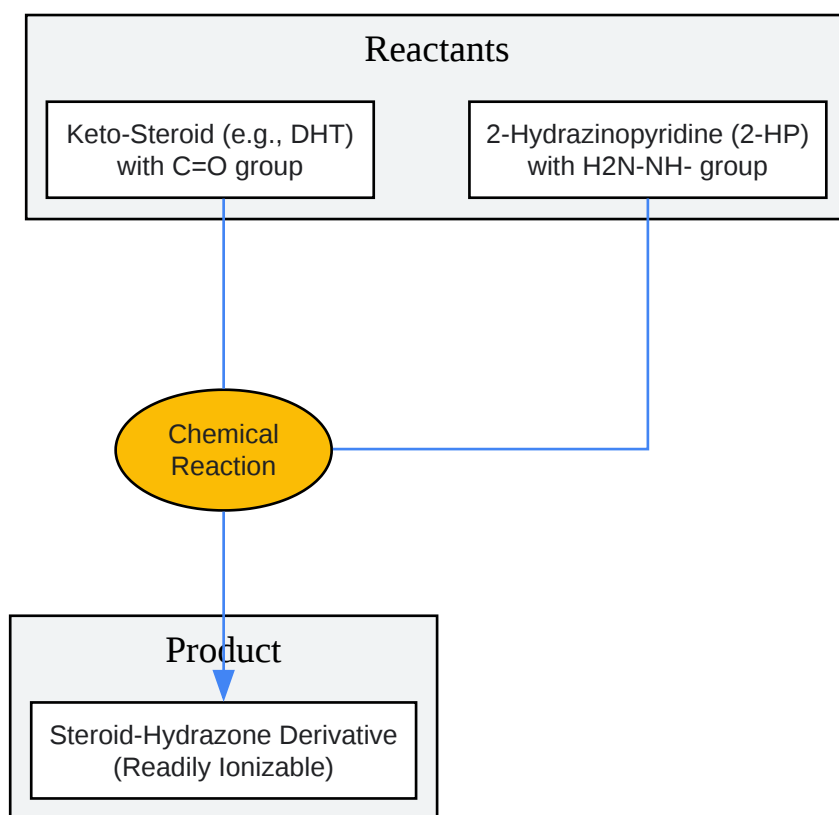 Reactants
Keto-Steroid (e.g., DHT)
with C=O group
2-Hydrazinopyridine (2-HP)
with H2N-NH- group
Chemical
Reaction
Product
Steroid-Hydrazone Derivative
(Readily Ionizable)